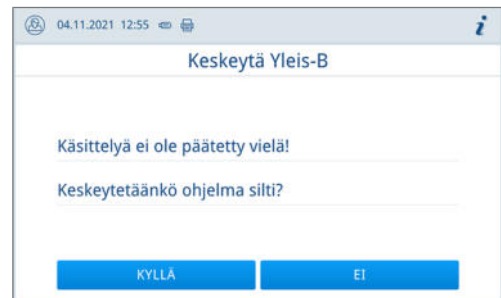 04.11.2021 12:55
Keskeytä Yleis-B
Käsittelyä ei ole päätetty vielä!
Keskeytetäänkö ohjelma silti?
KYLLÄ EI